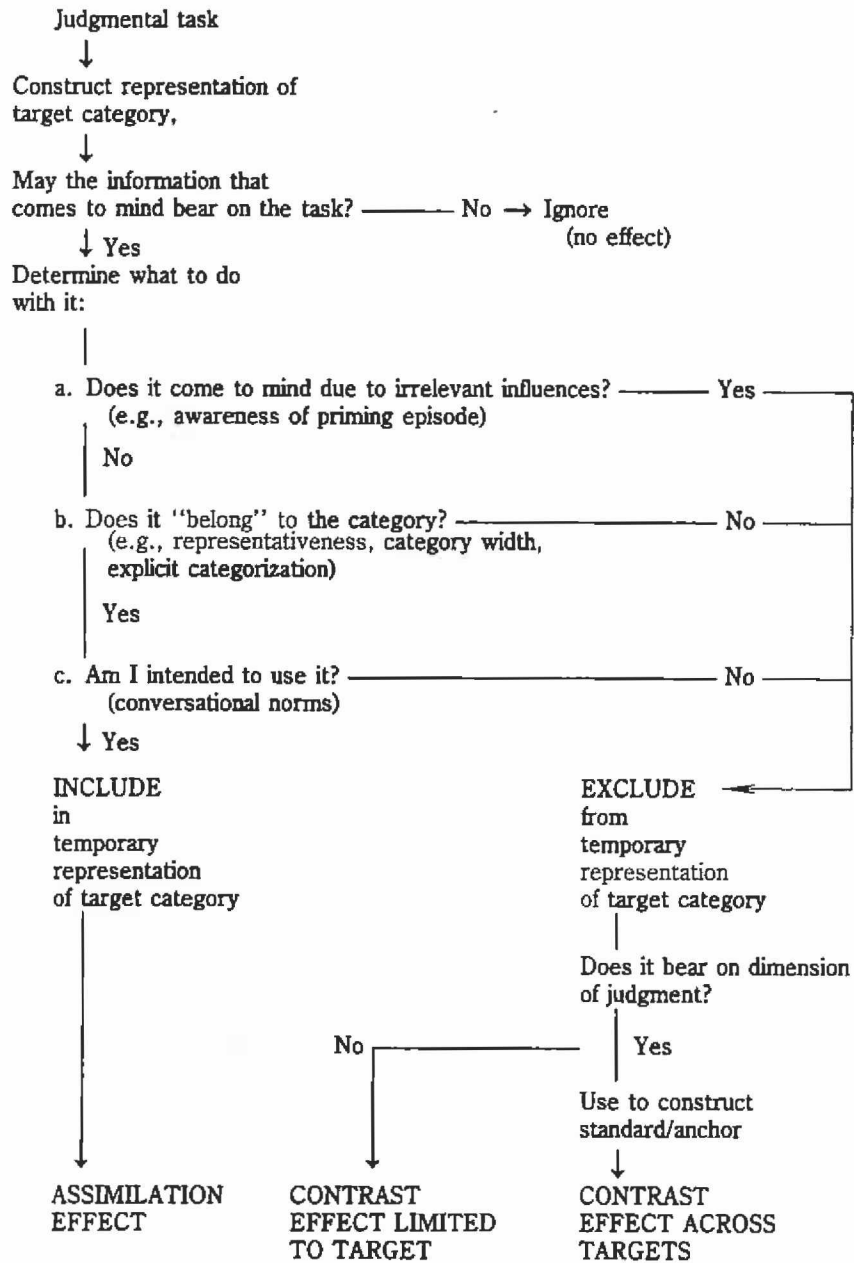 Judgmental task
Construct representation of
target category,
May the information that
comes to mind bear on the task? No → Ignore
(no effect)
Yes
Determine what to do
with it:
a. Does it come to mind due to irrelevant influences? Yes
(e.g., awareness of priming episode)
No
b. Does it "belong" to the category? No
(e.g., representativeness, category width,
explicit categorization)
Yes
c. Am I intended to use it? No
(conversational norms)
Yes
INCLUDE
in
temporary
representation
of target category
EXCLUDE
from
temporary
representation
of target category
Does it bear on dimension
of judgment?
No Yes
Use to construct
standard/anchor
ASSIMILATION
EFFECT
CONTRAST
EFFECT LIMITED
TO TARGET
CONTRAST
EFFECT ACROSS
TARGETS